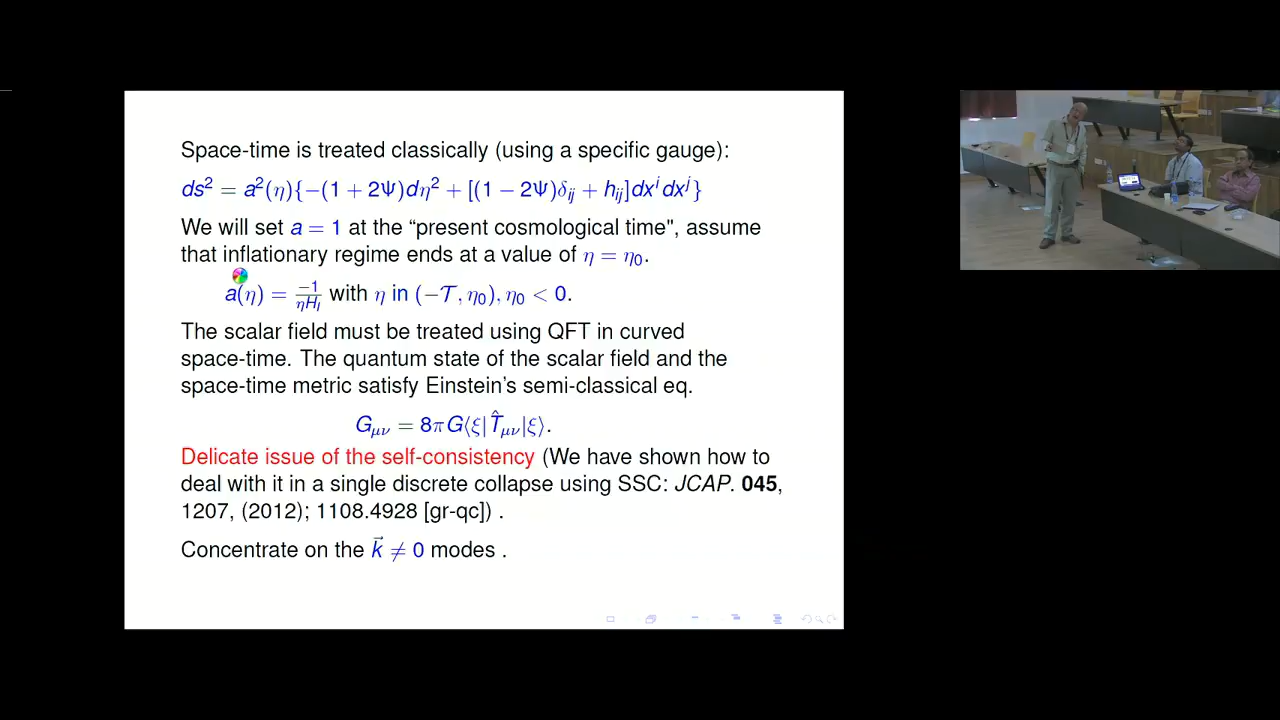 Space-time is treated classically (using a specific gauge):
ds² = a²(η){−(1 + 2Ψ)dη² + [(1 − 2Ψ)δᵢⱼ + hᵢⱼ]dxⁱdxʲ}
We will set a = 1 at the “present cosmological time", assume
that inflationary regime ends at a value of η = η₀.
a(η) = −1/ηH_I with η in (−𝒯, η₀), η₀ < 0.
The scalar field must be treated using QFT in curved
space-time. The quantum state of the scalar field and the
space-time metric satisfy Einstein's semi-classical eq.
G_μν = 8πG⟨ξ|T̂_μν|ξ⟩.
Delicate issue of the self-consistency (We have shown how to
deal with it in a single discrete collapse using SSC: JCAP. 045,
1207, (2012); 1108.4928 [gr-qc]) .
Concentrate on the k⃗ ≠ 0 modes .